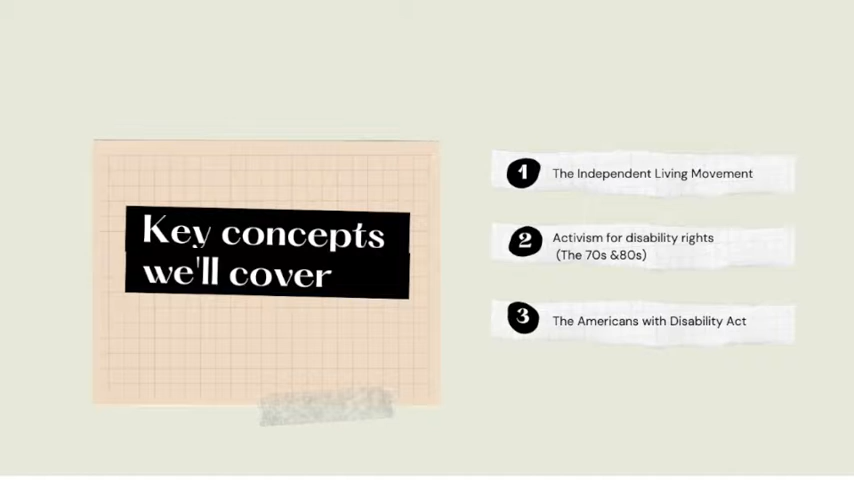 Key concepts
we'll cover
1 The Independent Living Movement
2 Activism for disability rights
(The 70s &80s)
3 The Americans with Disability Act